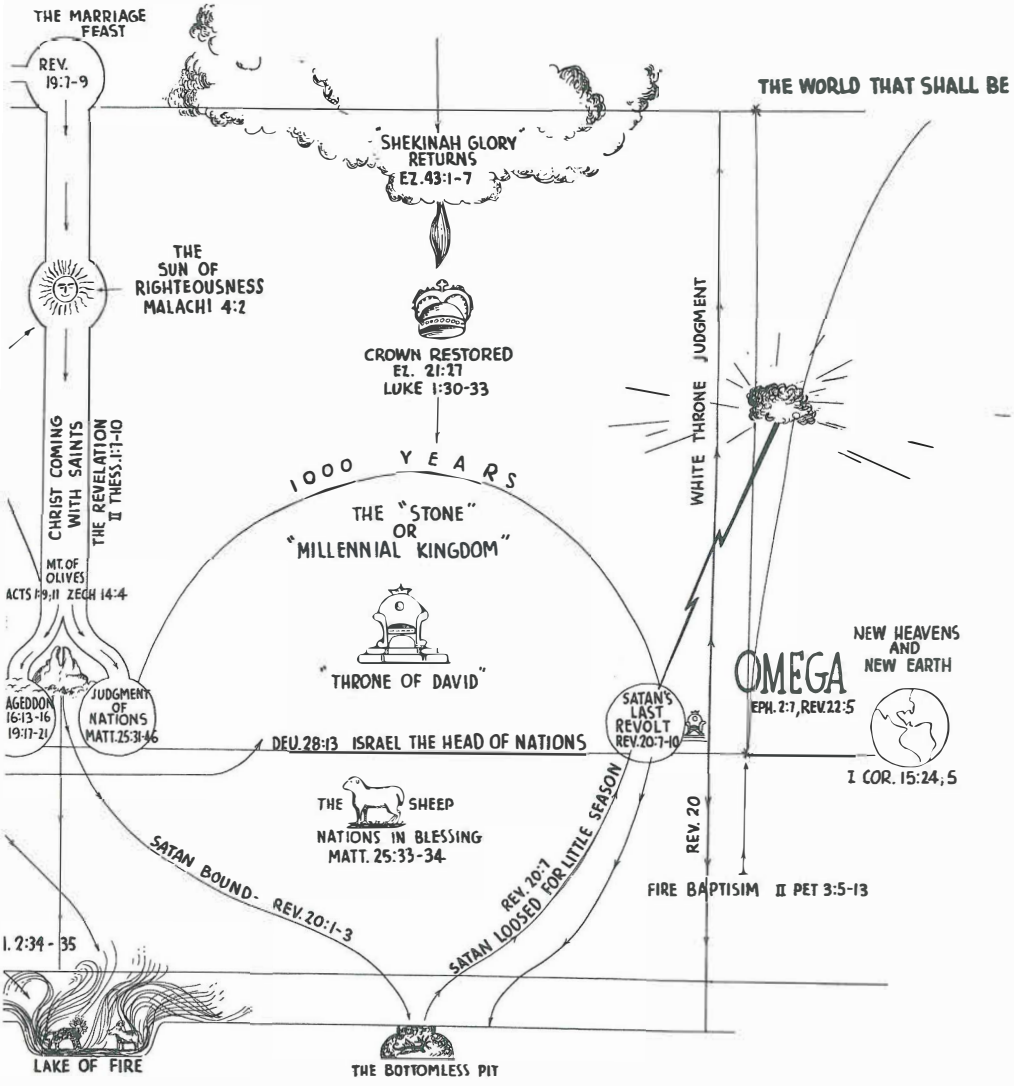 THE MARRIAGE
FEAST
REV.
19:7-9
THE WORLD THAT SHALL BE
"SHEKINAH GLORY"
RETURNS
EZ.43:1-7
THE
SUN OF
RIGHTEOUSNESS
MALACHI 4:2
CROWN RESTORED
EZ. 21:27
LUKE 1:30-33
WHITE THRONE JUDGMENT
CHRIST COMING
WITH SAINTS
THE REVELATION
II THESS.1:7-10
1000 YEARS
THE "STONE"
OR
"MILLENNIAL KINGDOM"
MT. OF
OLIVES
ACTS 1:9,11 ZECH 14:4
"THRONE OF DAVID"
AGEDDON
16:13-16
19:17-21
JUDGMENT
OF
NATIONS
MATT.25:31-46
SATAN'S
LAST
REVOLT
REV.20:7-10
OMEGA
EPH. 2:7, REV.22:5
NEW HEAVENS
AND
NEW EARTH
I COR. 15:24,5
DEU.28:13 ISRAEL THE HEAD OF NATIONS
THE SHEEP
NATIONS IN BLESSING
MATT. 25:33-34
SATAN BOUND- REV.20:1-3
REV. 20:7
SATAN LOOSED FOR LITTLE SEASON
REV. 20
FIRE BAPTISIM II PET 3:5-13
2:34-35
LAKE OF FIRE
THE BOTTOMLESS PIT